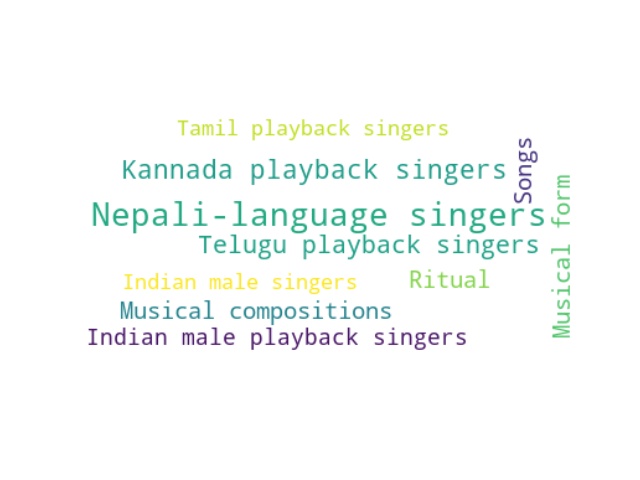 Tamil playback singers
Kannada playback singers
Songs
Nepali-language singers
Musical form
Telugu playback singers
Indian male singers
Ritual
Musical compositions
Indian male playback singers